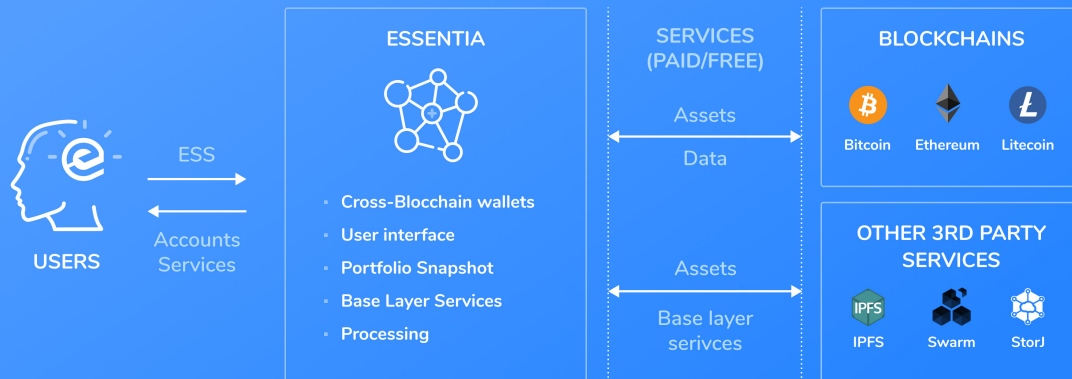 USERS
ESS
Accounts
Services
ESSENTIA
Cross-Blocchain wallets
User interface
Portfolio Snapshot
Base Layer Services
Processing
SERVICES
(PAID/FREE)
Assets
Data
Assets
Base layer
serivces
BLOCKCHAINS
Bitcoin
Ethereum
Litecoin
OTHER 3RD PARTY
SERVICES
IPFS
IPFS
Swarm
StorJ